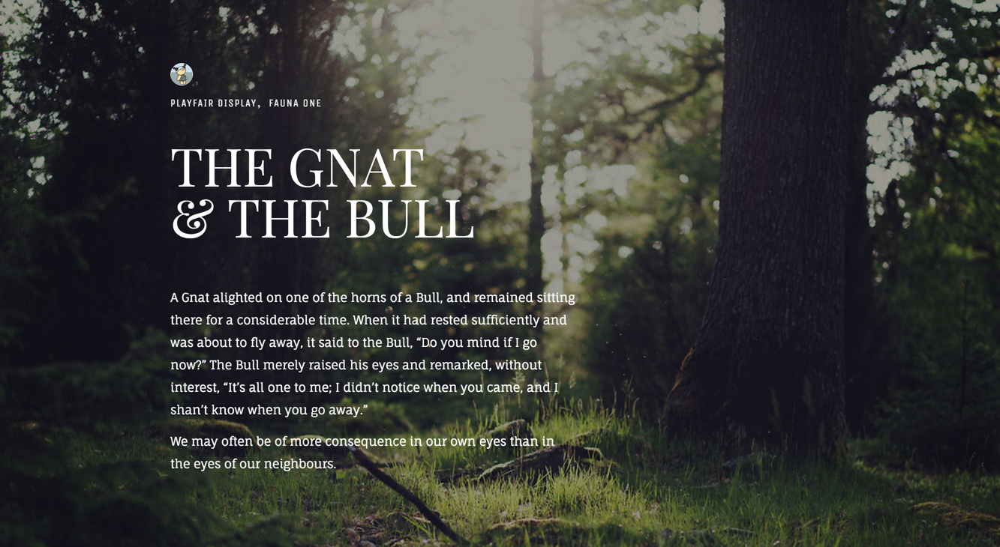 PLAYFAIR DISPLAY, FAUNA ONE
THE GNAT
& THE BULL
A Gnat alighted on one of the horns of a Bull, and remained sitting
there for a considerable time. When it had rested sufficiently and
was about to fly away, it said to the Bull, “Do you mind if I go
now?” The Bull merely raised his eyes and remarked, without
interest, “It’s all one to me; I didn’t notice when you came, and I
shan’t know when you go away.”
We may often be of more consequence in our own eyes than in
the eyes of our neighbours.